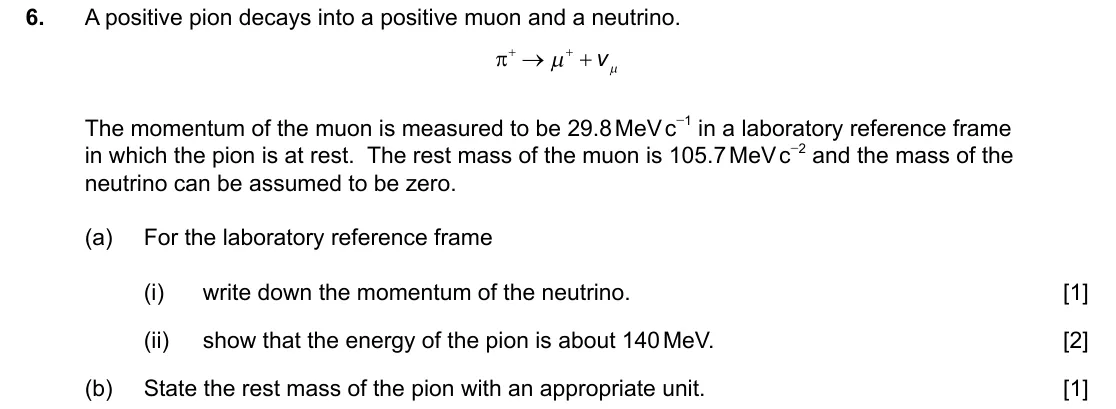 6. A positive pion decays into a positive muon and a neutrino.
π⁺ → μ⁺ + νμ
The momentum of the muon is measured to be 29.8 MeV c⁻¹ in a laboratory reference frame
in which the pion is at rest. The rest mass of the muon is 105.7 MeV c⁻² and the mass of the
neutrino can be assumed to be zero.
(a) For the laboratory reference frame
(i) write down the momentum of the neutrino. [1]
(ii) show that the energy of the pion is about 140 MeV. [2]
(b) State the rest mass of the pion with an appropriate unit. [1]